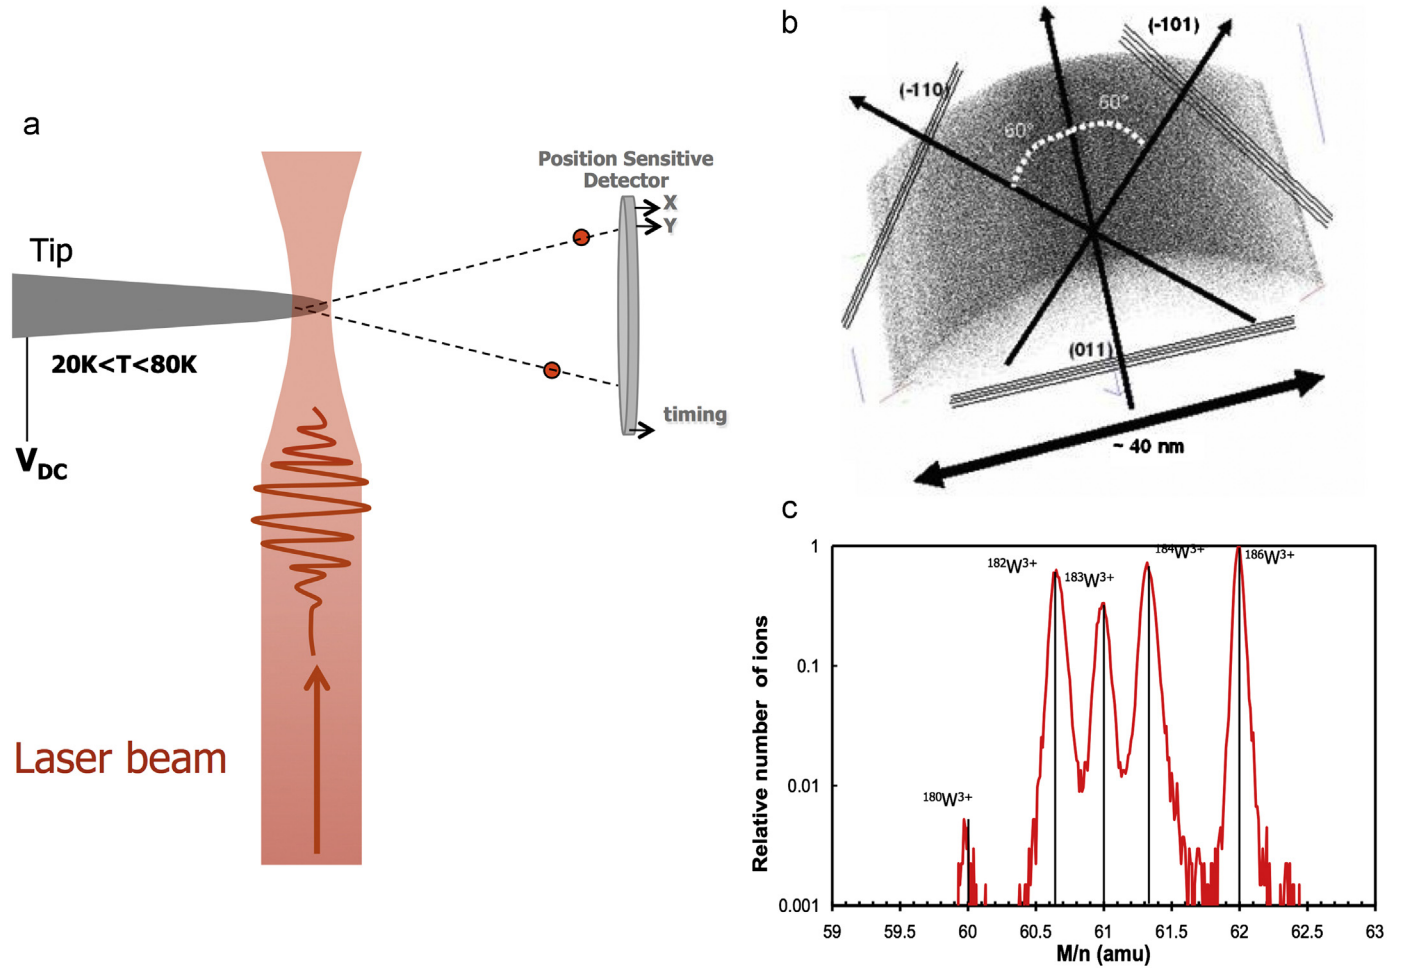 a
Position Sensitive
Detector
X
Y
Tip
20K<T<80K
V_DC
timing
Laser beam
b
(-101)
(-110)
60°
60°
(011)
~ 40 nm
c
Relative number of ions
1
0.1
0.01
0.001
¹⁸⁰W³⁺
¹⁸²W³⁺
¹⁸³W³⁺
¹⁸⁴W³⁺
¹⁸⁶W³⁺
59 59.5 60 60.5 61 61.5 62 62.5 63
M/n (amu)